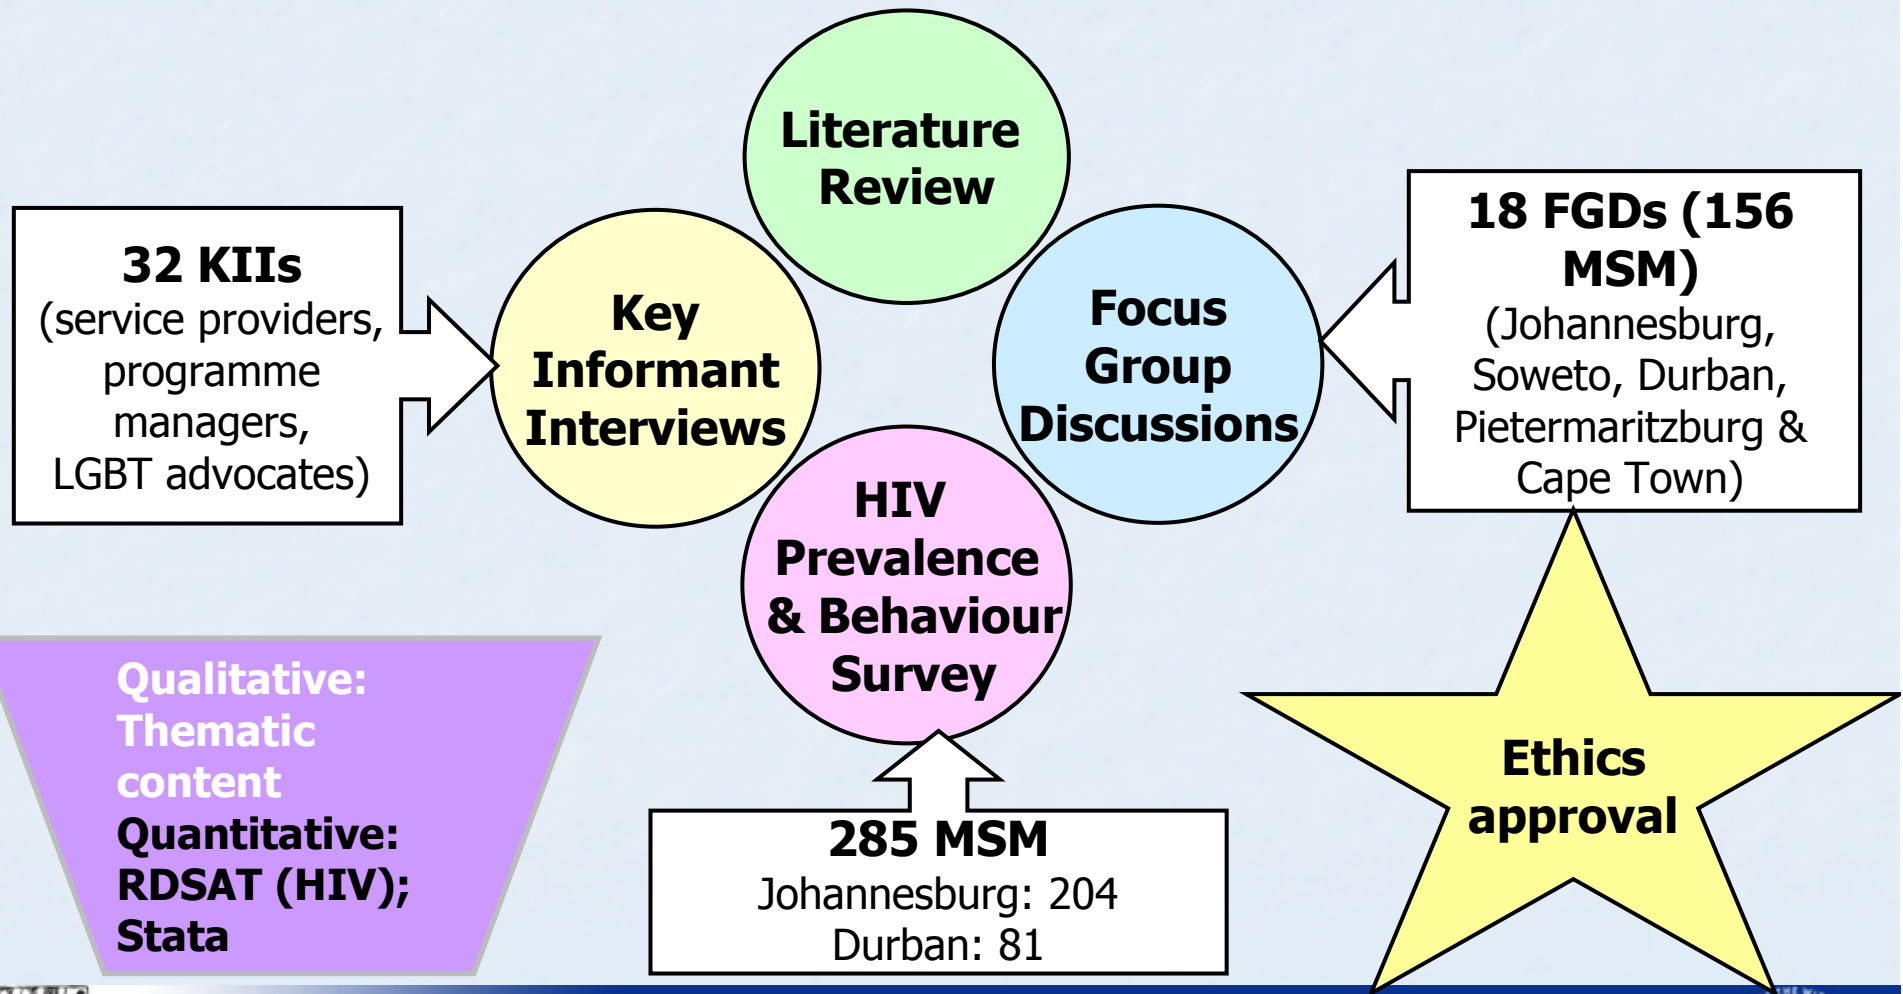 Literature
Review
32 KIIs
(service providers,
programme
managers,
LGBT advocates)
Key
Informant
Interviews
Focus
Group
Discussions
18 FGDs (156
MSM)
(Johannesburg,
Soweto, Durban,
Pietermaritzburg &
Cape Town)
HIV
Prevalence
& Behaviour
Survey
Qualitative:
Thematic
content
Quantitative:
RDSAT (HIV);
Stata
285 MSM
Johannesburg: 204
Durban: 81
Ethics
approval